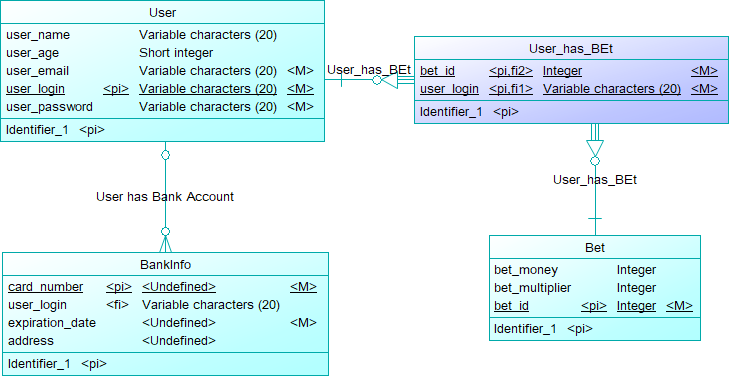 User
user_name Variable characters (20)
user_age Short integer
user_email Variable characters (20) <M>
user_login <pi> Variable characters (20) <M>
user_password Variable characters (20) <M>
Identifier_1 <pi>
User_has_BEt
User_has_BEt
bet_id <pi,fi2> Integer <M>
user_login <pi,fi1> Variable characters (20) <M>
Identifier_1 <pi>
User has Bank Account
User_has_BEt
BankInfo
card_number <pi> <Undefined> <M>
user_login <fi> Variable characters (20)
expiration_date <Undefined> <M>
address <Undefined>
Identifier_1 <pi>
Bet
bet_money Integer
bet_multiplier Integer
bet_id <pi> Integer <M>
Identifier_1 <pi>